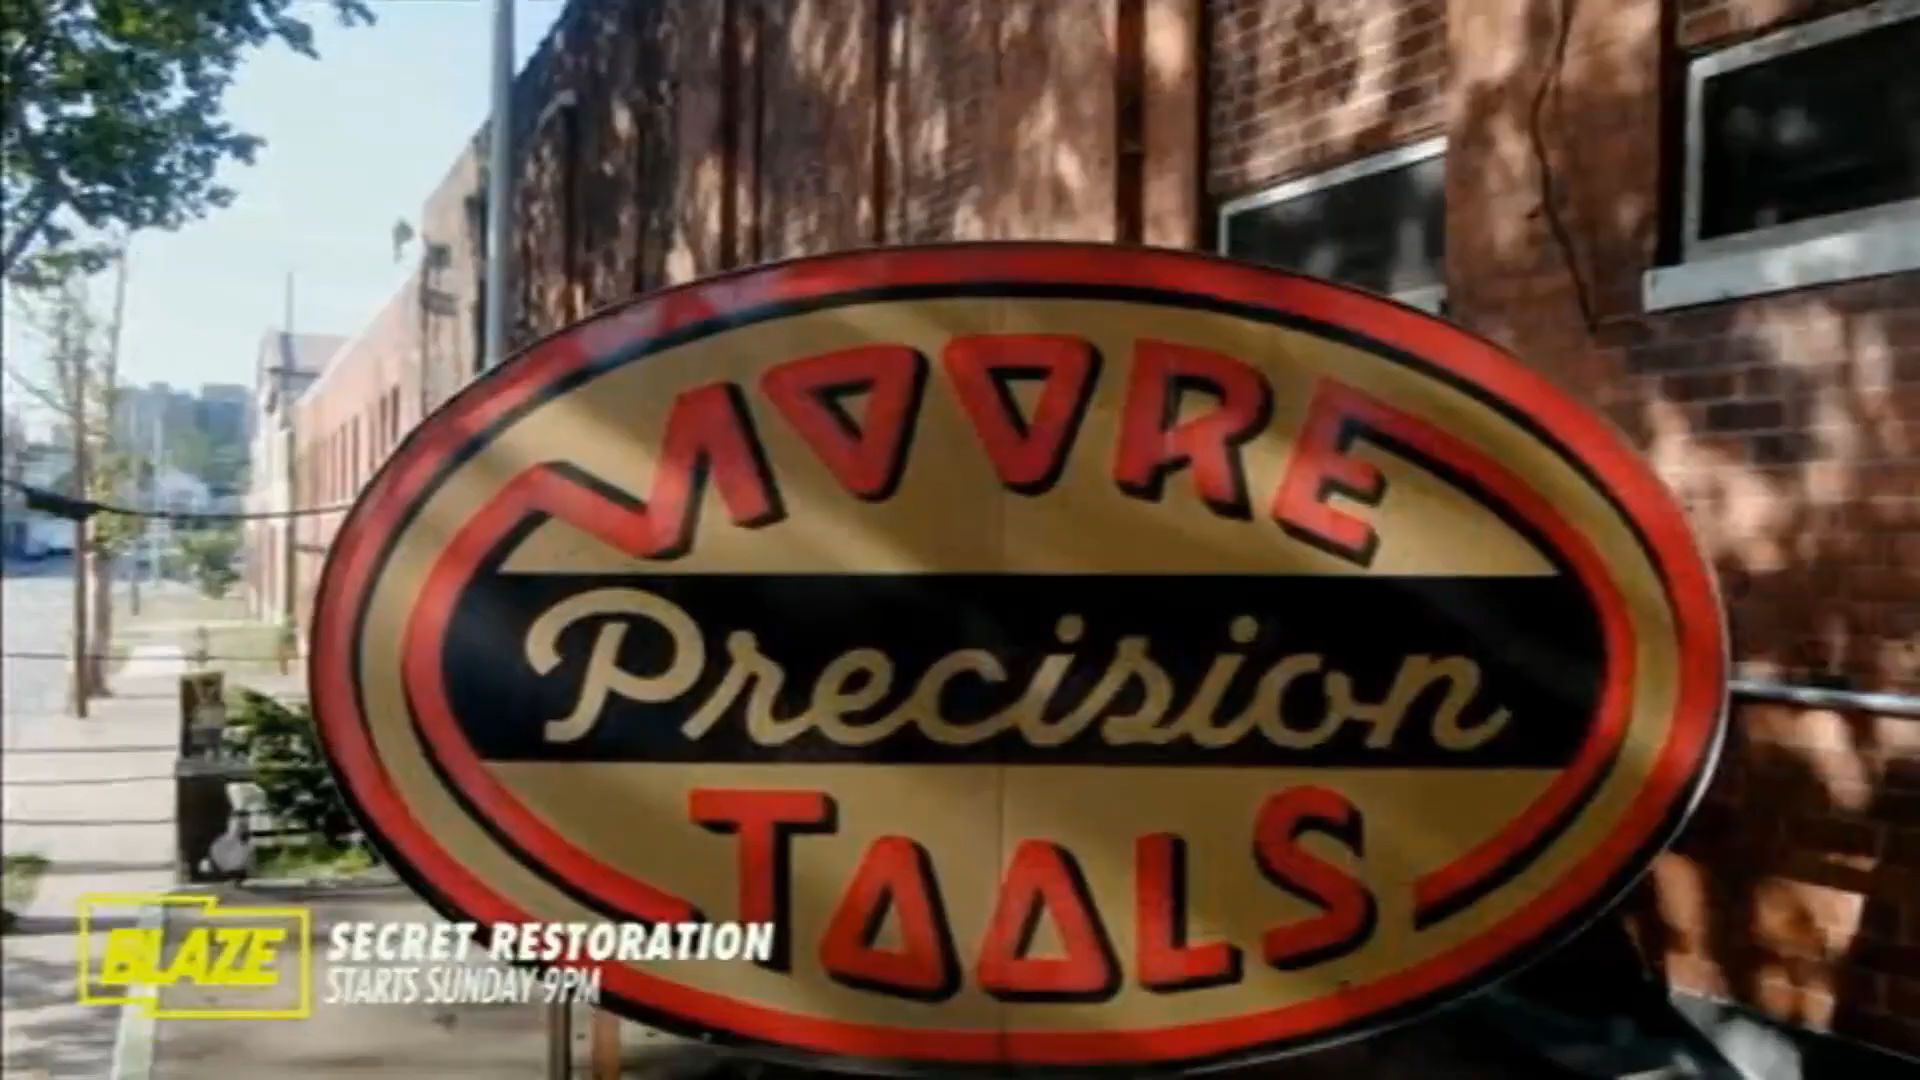 MOORE
Precision
TOOLS
BLAZE
SECRET RESTORATION
STARTS SUNDAY 9PM